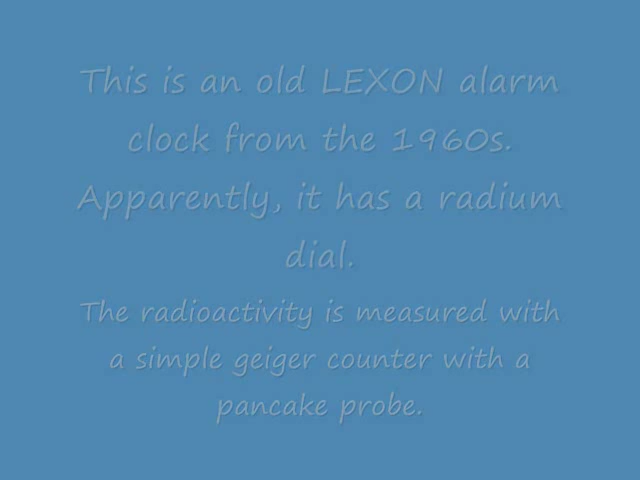 This is an old LEXON alarm
clock from the 1960s.
Apparently, it has a radium
dial.
The radioactivity is measured with
a simple geiger counter with a
pancake probe.